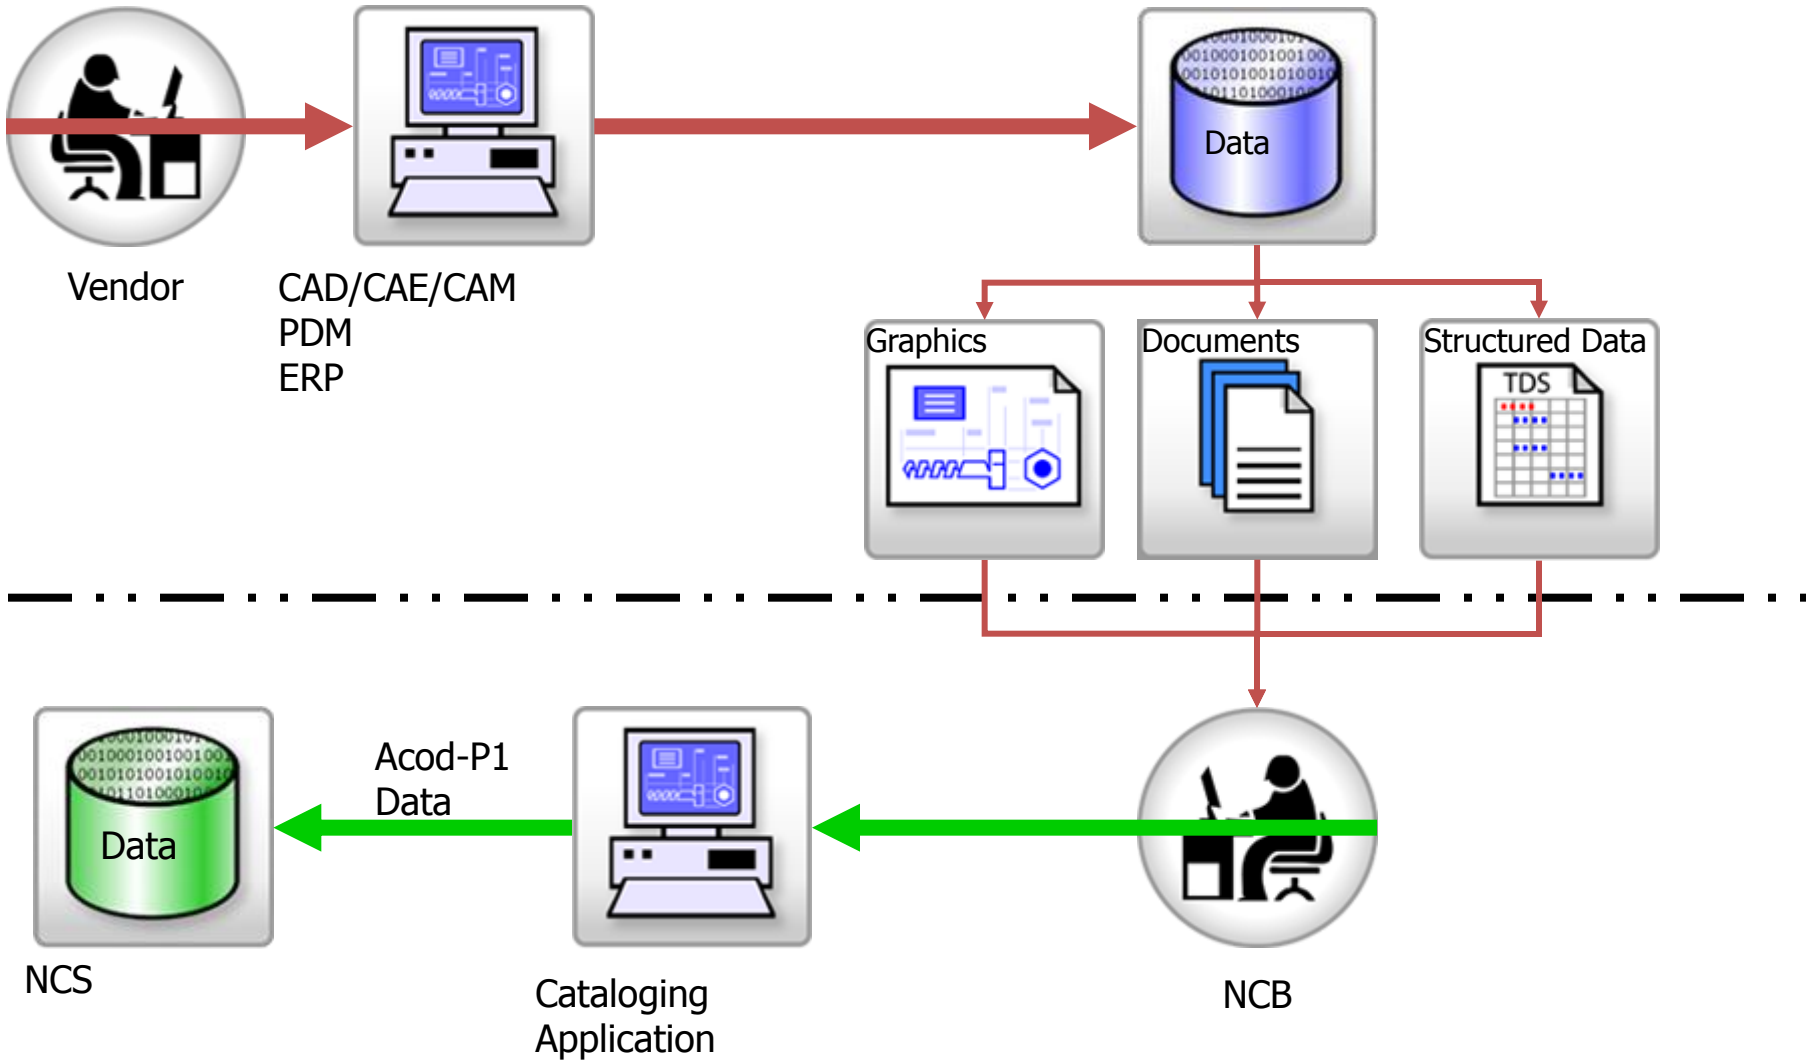 Data
Vendor
CAD/CAE/CAM
PDM
ERP
Graphics
Documents
Structured Data
TDS
Acod-P1
Data
Data
NCS
Cataloging
Application
NCB